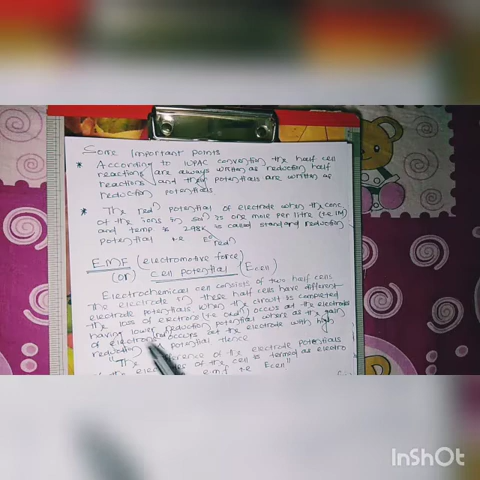 Some Important points
* According to IUPAC convention the half cell
reactions are always written as reduction half
reactions and their potentials are written as
reduction potentials
* The redⁿ potential of electrode when the conc.
of the ions in solⁿ is one mole per litre (i.e 1M)
and temp is 298K is called standard reduction
potential i.e E° redⁿ
E.M.F (electromotive force)
(or) cell potential (Ecell)
Electrochemical cell consists of two half cells
The electrode in these half cells have different
electrode potentials when the circuit is completed
the loss of electrons (i.e oxidⁿ) occurs at the electrode
having lower reduction potential where as the gain
of electrons occurs at the electrode with high
reduction potential Hence
The difference of the electrode potentials
of the cell is termed as electro
e.m.f i.e Ecell
InShOt